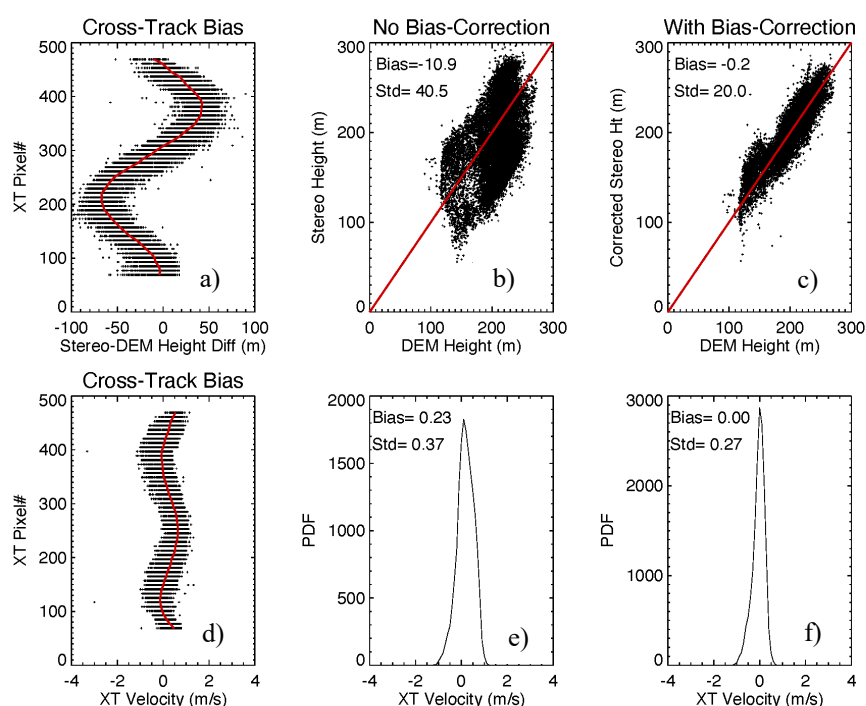 Cross-Track Bias
500
400
300
200
100
0
XT Pixel#
a)
-100 -50 0 50 100
Stereo-DEM Height Diff (m)
No Bias-Correction
300
200
100
0
Stereo Height (m)
Bias=-10.9
Std= 40.5
b)
0 100 200 300
DEM Height (m)
With Bias-Correction
300
200
100
0
Corrected Stereo Ht (m)
Bias= -0.2
Std= 20.0
c)
0 100 200 300
DEM Height (m)
Cross-Track Bias
500
400
300
200
100
0
XT Pixel#
d)
-4 -2 0 2 4
XT Velocity (m/s)
2000
1500
1000
500
0
PDF
Bias= 0.23
Std= 0.37
e)
-4 -2 0 2 4
XT Velocity (m/s)
3000
2000
1000
0
PDF
Bias= 0.00
Std= 0.27
f)
-4 -2 0 2 4
XT Velocity (m/s)